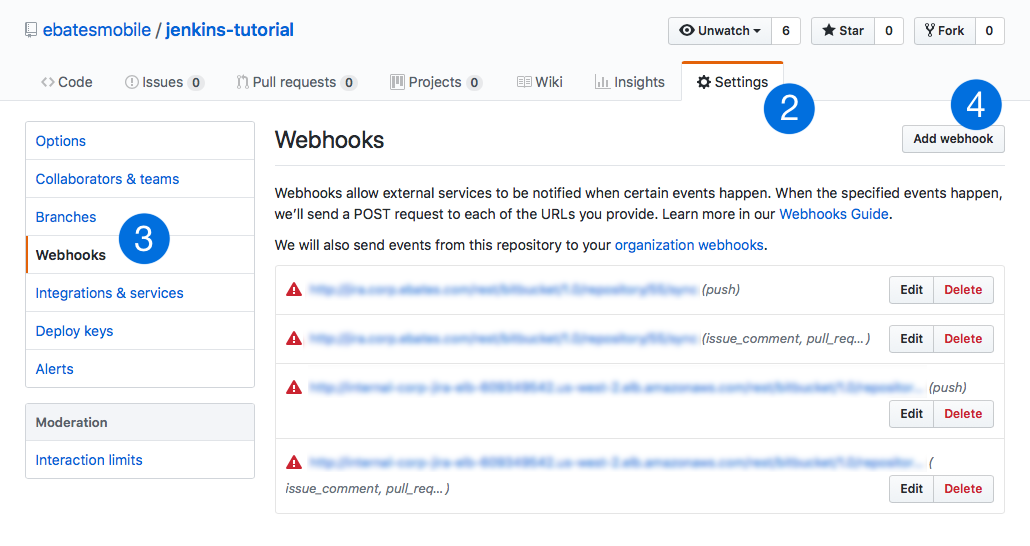 ebatesmobile / jenkins-tutorial
Unwatch 6 Star 0 Fork 0
Code Issues 0 Pull requests 0 Projects 0 Wiki Insights Settings
2
4
Options
Collaborators & teams
Branches
Webhooks
3
Integrations & services
Deploy keys
Alerts
Moderation
Interaction limits
Webhooks
Add webhook
Webhooks allow external services to be notified when certain events happen. When the specified events happen,
we’ll send a POST request to each of the URLs you provide. Learn more in our Webhooks Guide.
We will also send events from this repository to your organization webhooks.
(push) Edit Delete
(issue_comment, pull_req...) Edit Delete
(push)
Edit Delete
(
issue_comment, pull_req...) Edit Delete